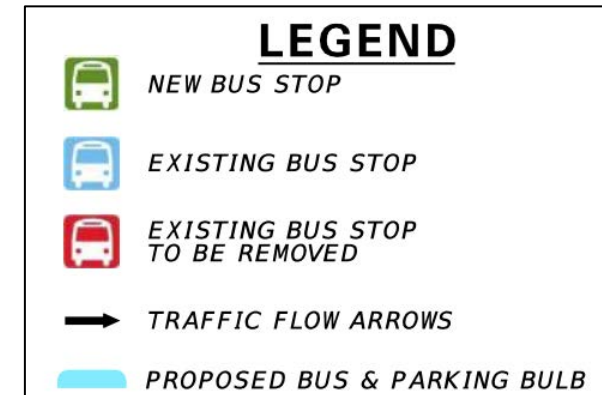 LEGEND
NEW BUS STOP
EXISTING BUS STOP
EXISTING BUS STOP
TO BE REMOVED
TRAFFIC FLOW ARROWS
PROPOSED BUS & PARKING BULB